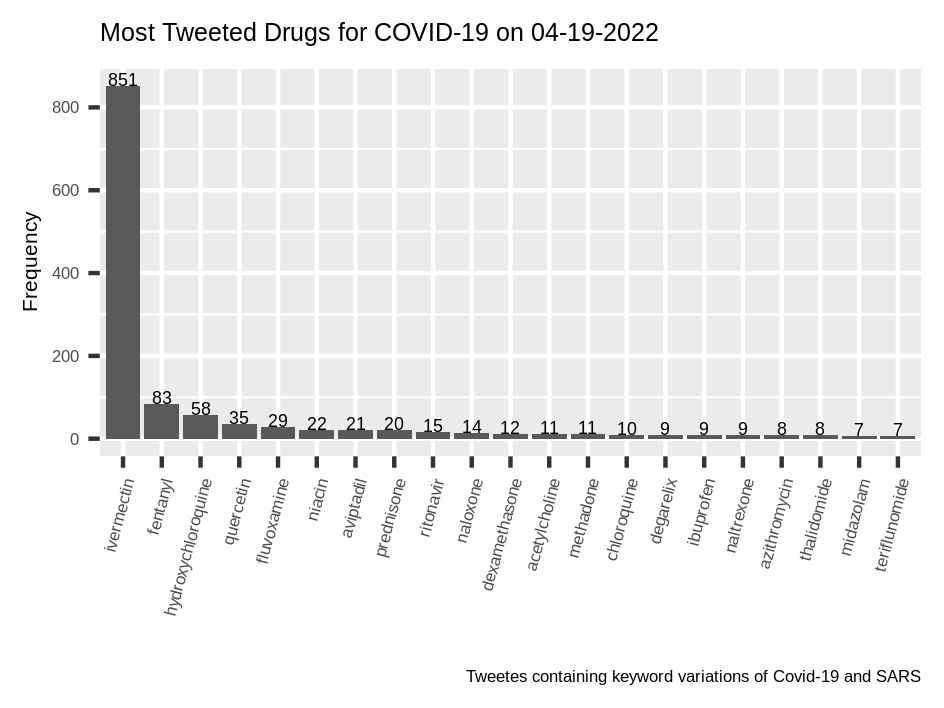 Most Tweeted Drugs for COVID-19 on 04-19-2022
Frequency
800
600
400
200
0
851
83
58
35
29
22
21
20
15
14
12
11
11
10
9
9
9
8
8
7
7
ivermectin
fentanyl
hydroxychloroquine
quercetin
fluvoxamine
niacin
aviptadil
prednisone
ritonavir
naloxone
dexamethasone
acetylcholine
methadone
chloroquine
degarelix
ibuprofen
naltrexone
azithromycin
thalidomide
midazolam
teriflunomide
Tweetes containing keyword variations of Covid-19 and SARS